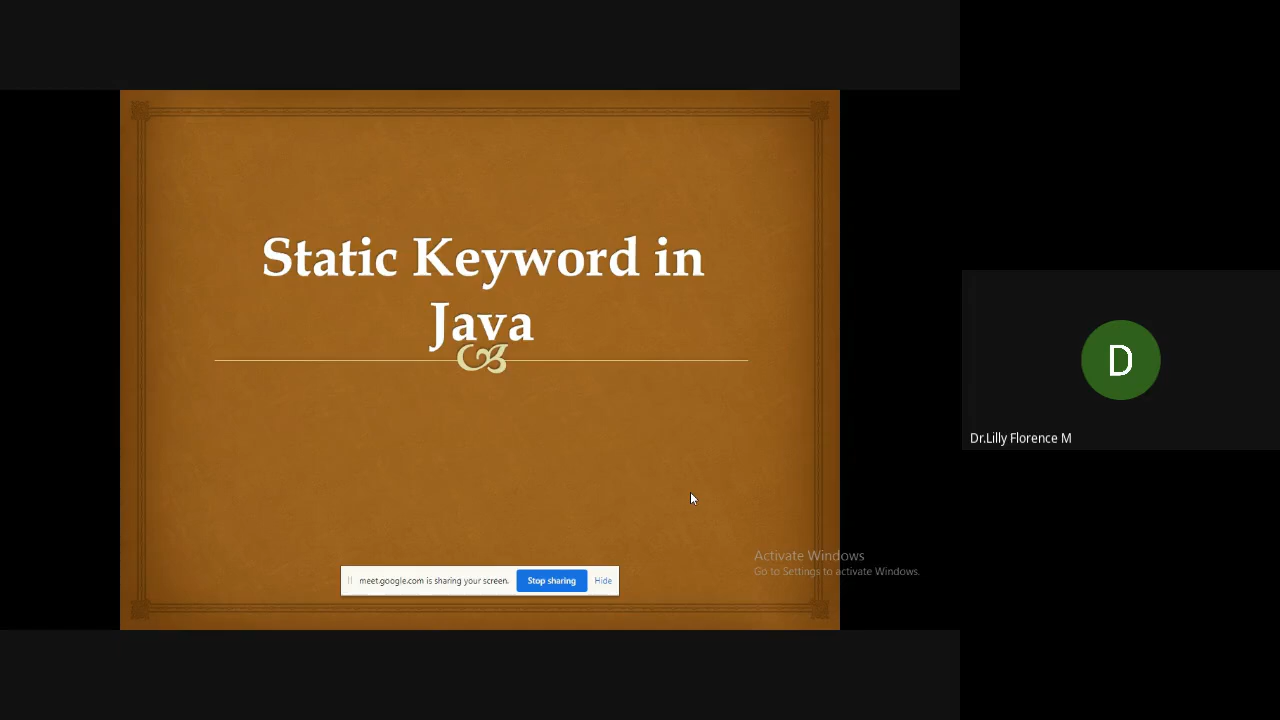 Static Keyword in
Java
D
Dr.Lilly Florence M
Activate Windows
Go to Settings to activate Windows.
meet.google.com is sharing your screen.
Stop sharing
Hide